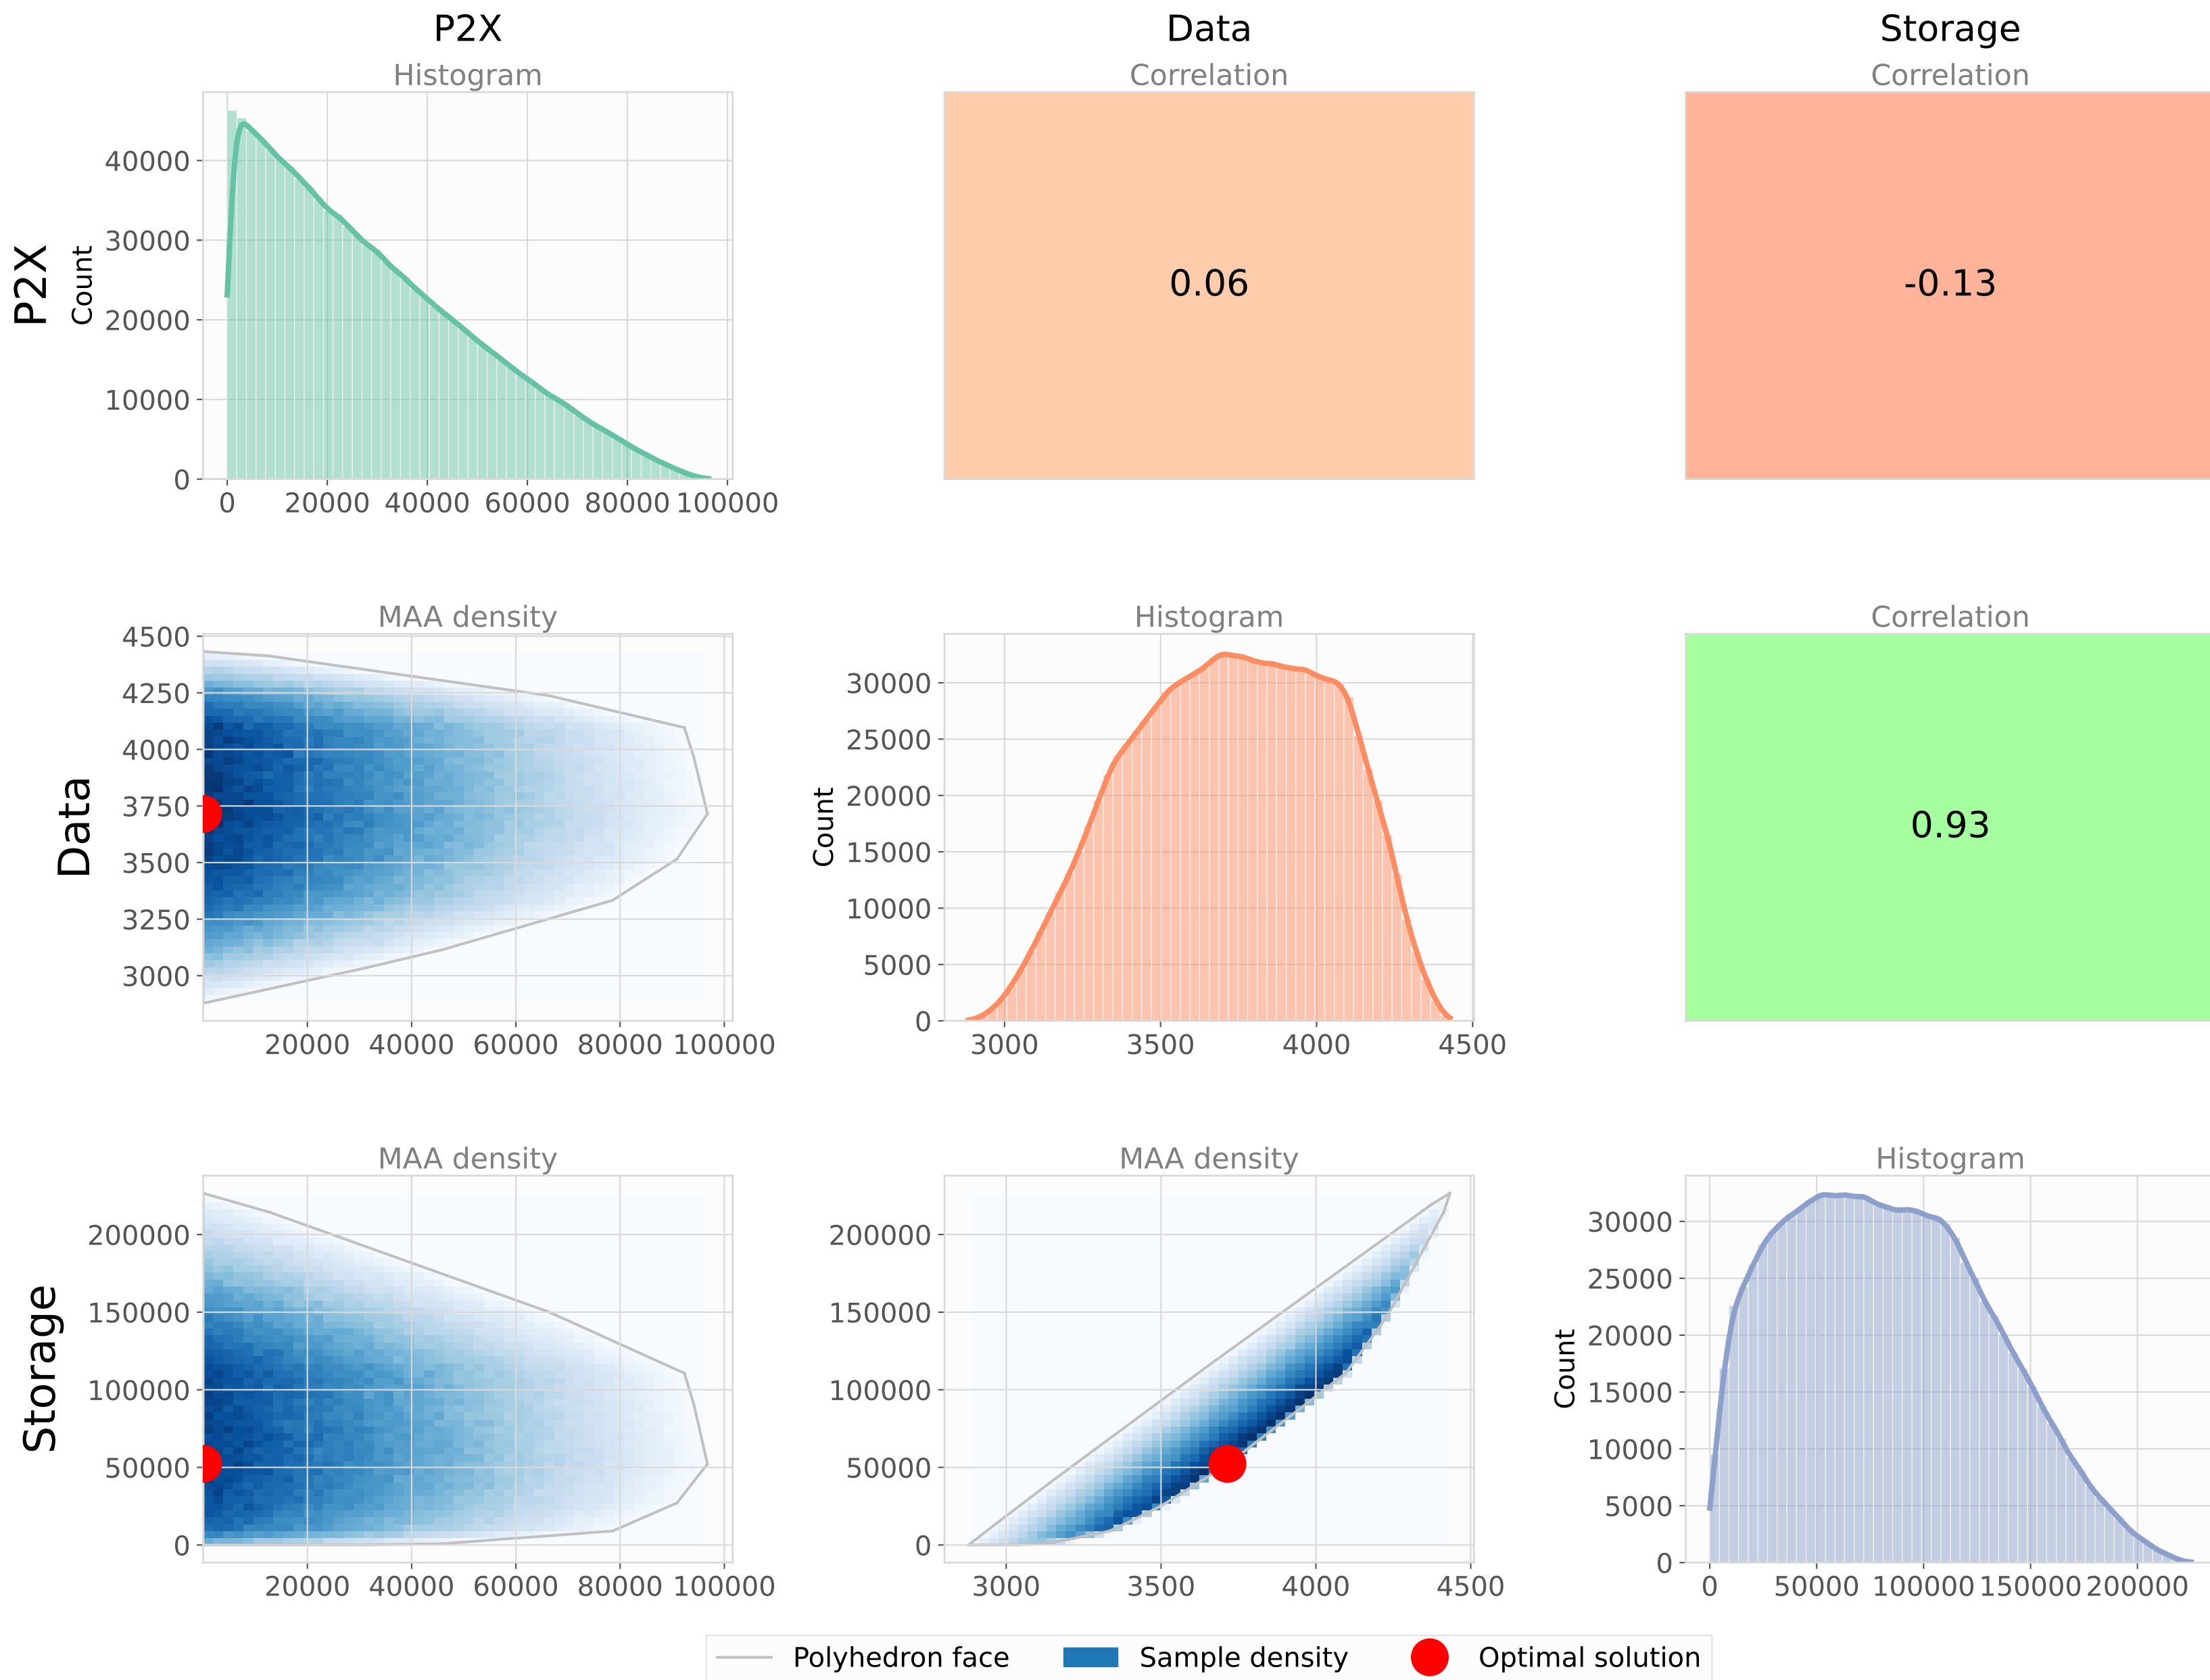 P2X Data Storage
Histogram Correlation Correlation
P2X
Count
40000
30000
20000
10000
0
0 20000 40000 60000 80000 100000
0.06
-0.13
MAA density Histogram Correlation
Data
4500
4250
4000
3750
3500
3250
3000
20000 40000 60000 80000 100000
Count
30000
25000
20000
15000
10000
5000
0
3000 3500 4000 4500
0.93
MAA density MAA density Histogram
Storage
200000
150000
100000
50000
0
20000 40000 60000 80000 100000
200000
150000
100000
50000
0
3000 3500 4000 4500
Count
30000
25000
20000
15000
10000
5000
0
0 50000 100000 150000 200000
Polyhedron face Sample density Optimal solution